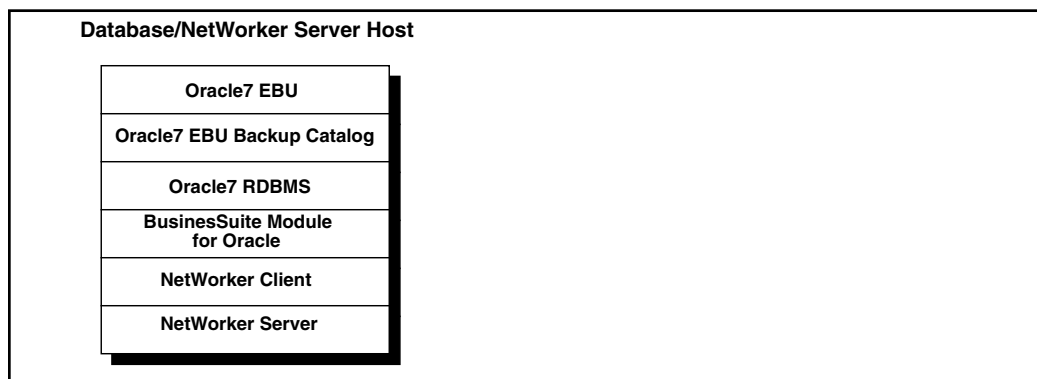 Database/NetWorker Server Host
Oracle7 EBU
Oracle7 EBU Backup Catalog
Oracle7 RDBMS
BusinesSuite Module
for Oracle
NetWorker Client
NetWorker Server